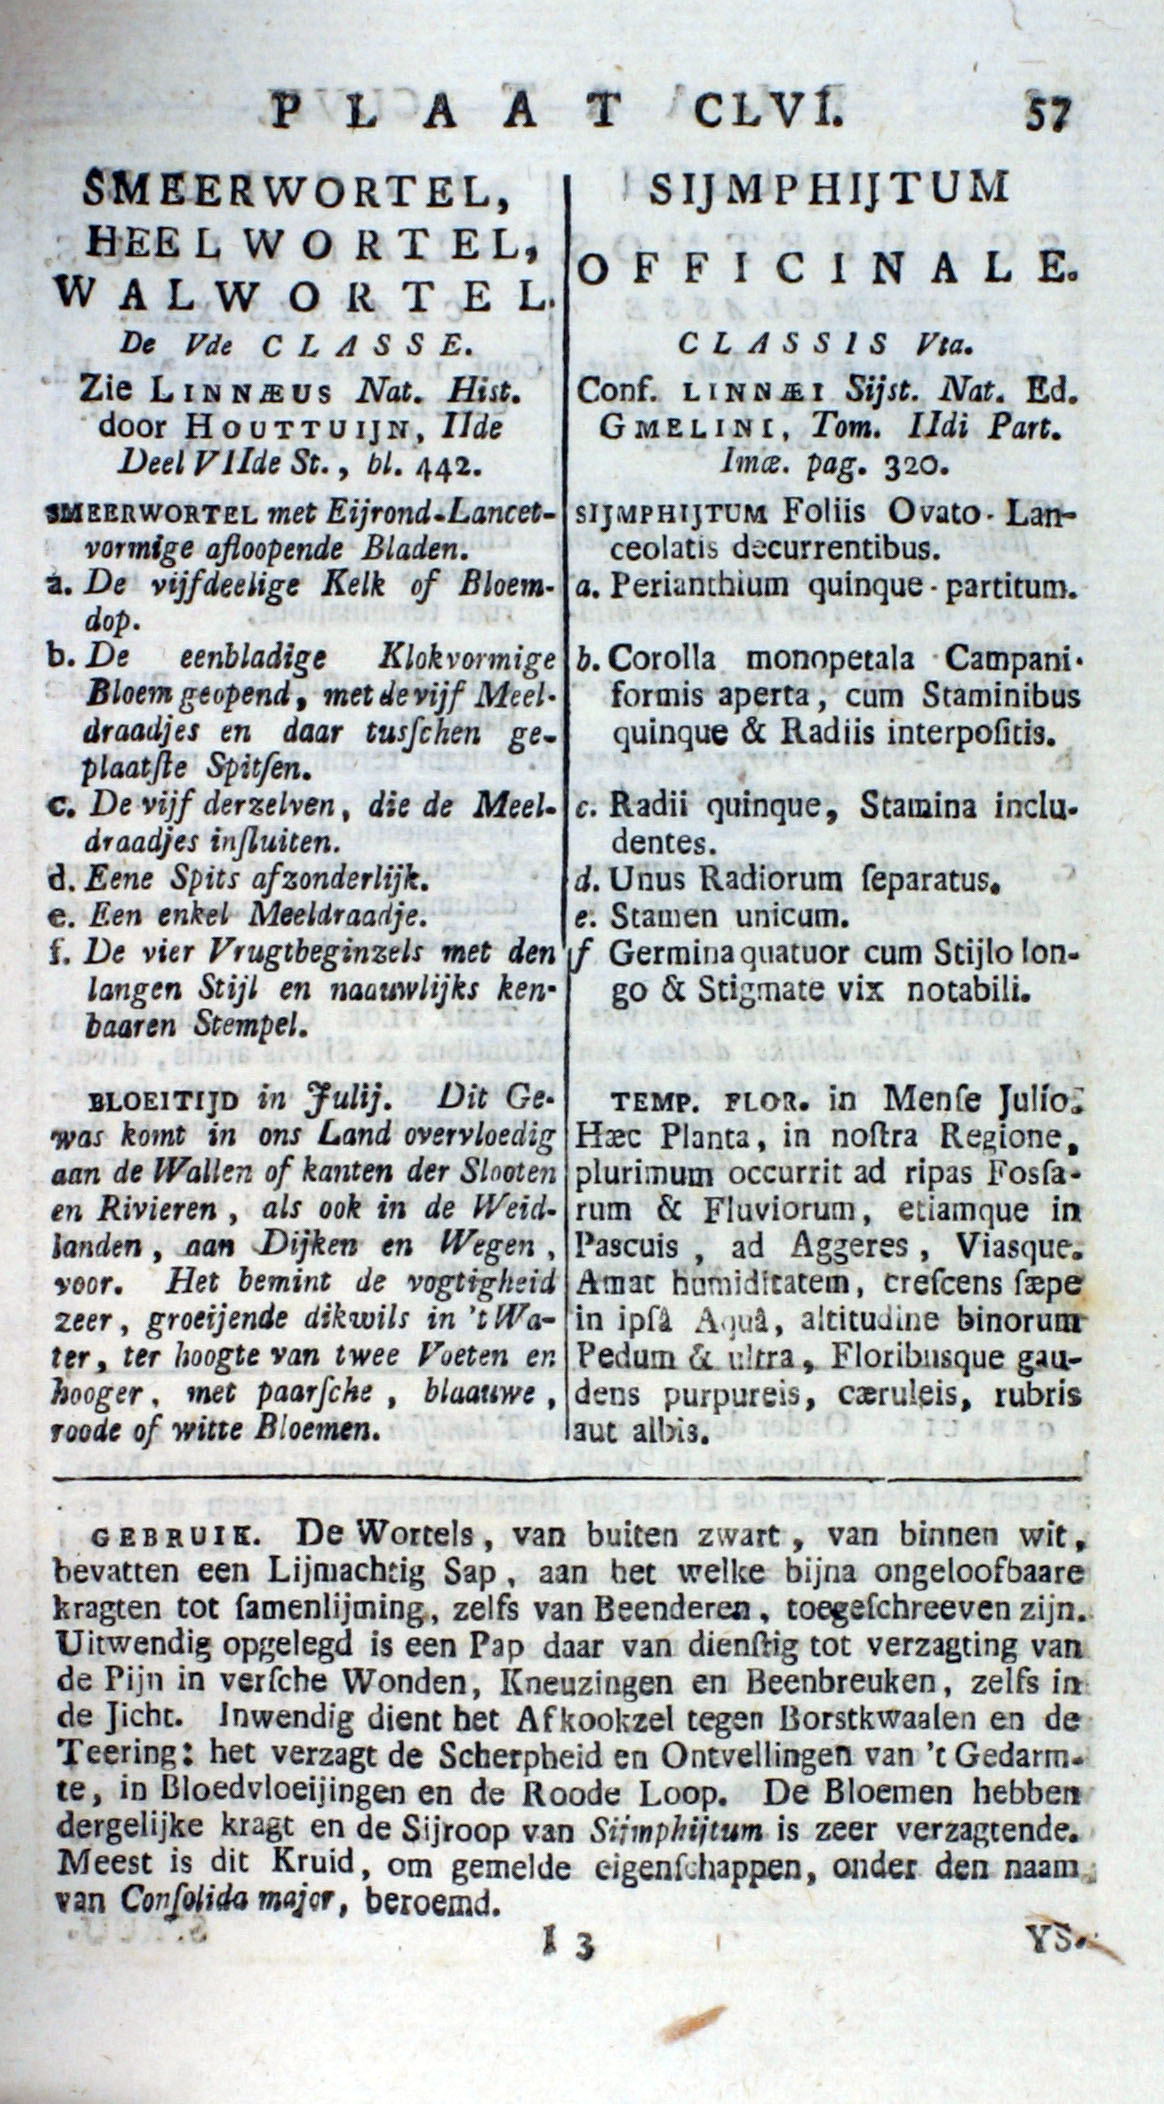 PLAAT CLVI. 57
SMEERWORTEL,
HEELWORTEL,
WALWORTEL.
De Vde CLASSE.
Zie LINNÆUS Nat. Hist.
door HOUTTUIJN, IIde
Deel VIIde St., bl. 442.
SMEERWORTEL met Eijrond-Lancet-
vormige afloopende Bladen.
a. De vijfdeelige Kelk of Bloem-
dop.
b. De eenbladige Klokvormige
Bloem geopend, met de vijf Meel-
draadjes en daar tusſchen ge-
plaatſte Spitſen.
c. De vijf derzelven, die de Meel-
draadjes inſluiten.
d. Eene Spits afzonderlijk.
e. Een enkel Meeldraadje.
f. De vier Vrugtbeginzels met den
langen Stijl en naauwlijks ken-
baaren Stempel.
BLOEITIJD in Julij. Dit Ge-
was komt in ons Land overvloedig
aan de Wallen of kanten der Slooten
en Rivieren, als ook in de Weid-
landen, aan Dijken en Wegen,
voor. Het bemint de vogtigheid
zeer, groeijende dikwils in 't Wa-
ter, ter hoogte van twee Voeten en
hooger, met paarſche, blaauwe,
roode of witte Bloemen.
SIJMPHIJTUM
OFFICINALE.
CLASSIS Vta.
Conf. LINNÆI Sijst. Nat. Ed.
GMELINI, Tom. IIdi Part.
Imæ. pag. 320.
SIJMPHIJTUM Foliis Ovato-Lan-
ceolatis decurrentibus.
a. Perianthium quinque-partitum.
b. Corolla monopetala Campani-
formis aperta, cum Staminibus
quinque & Radiis interpoſitis.
c. Radii quinque, Stamina inclu-
dentes.
d. Unus Radiorum ſeparatus.
e. Stamen unicum.
f Germina quatuor cum Stijlo lon-
go & Stigmate vix notabili.
TEMP. FLOR. in Menſe Julio.
Hæc Planta, in noſtra Regione,
plurimum occurrit ad ripas Foſſa-
rum & Fluviorum, etiamque in
Pascuis, ad Aggeres, Viasque.
Amat humiditatem, creſcens ſæpe
in ipſâ Aquâ, altitudine binorum
Pedum & ultra, Floribusque gau-
dens purpureis, cæruleis, rubris
aut albis.
GEBRUIK. De Wortels, van buiten zwart, van binnen wit,
bevatten een Lijmachtig Sap, aan het welke bijna ongeloofbaare
kragten tot ſamenlijming, zelfs van Beenderen, toegeſchreeven zijn.
Uitwendig opgelegd is een Pap daar van dienſtig tot verzagting van
de Pijn in verſche Wonden, Kneuzingen en Beenbreuken, zelfs in
de Jicht. Inwendig dient het Afkookzel tegen Borstkwaalen en de
Teering: het verzagt de Scherpheid en Ontvellingen van 't Gedarm-
te, in Bloedvloeijingen en de Roode Loop. De Bloemen hebben
dergelijke kragt en de Sijroop van Sijmphijtum is zeer verzagtende.
Meest is dit Kruid, om gemelde eigenſchappen, onder den naam
van Conſolida major, beroemd.
I 3 YS.